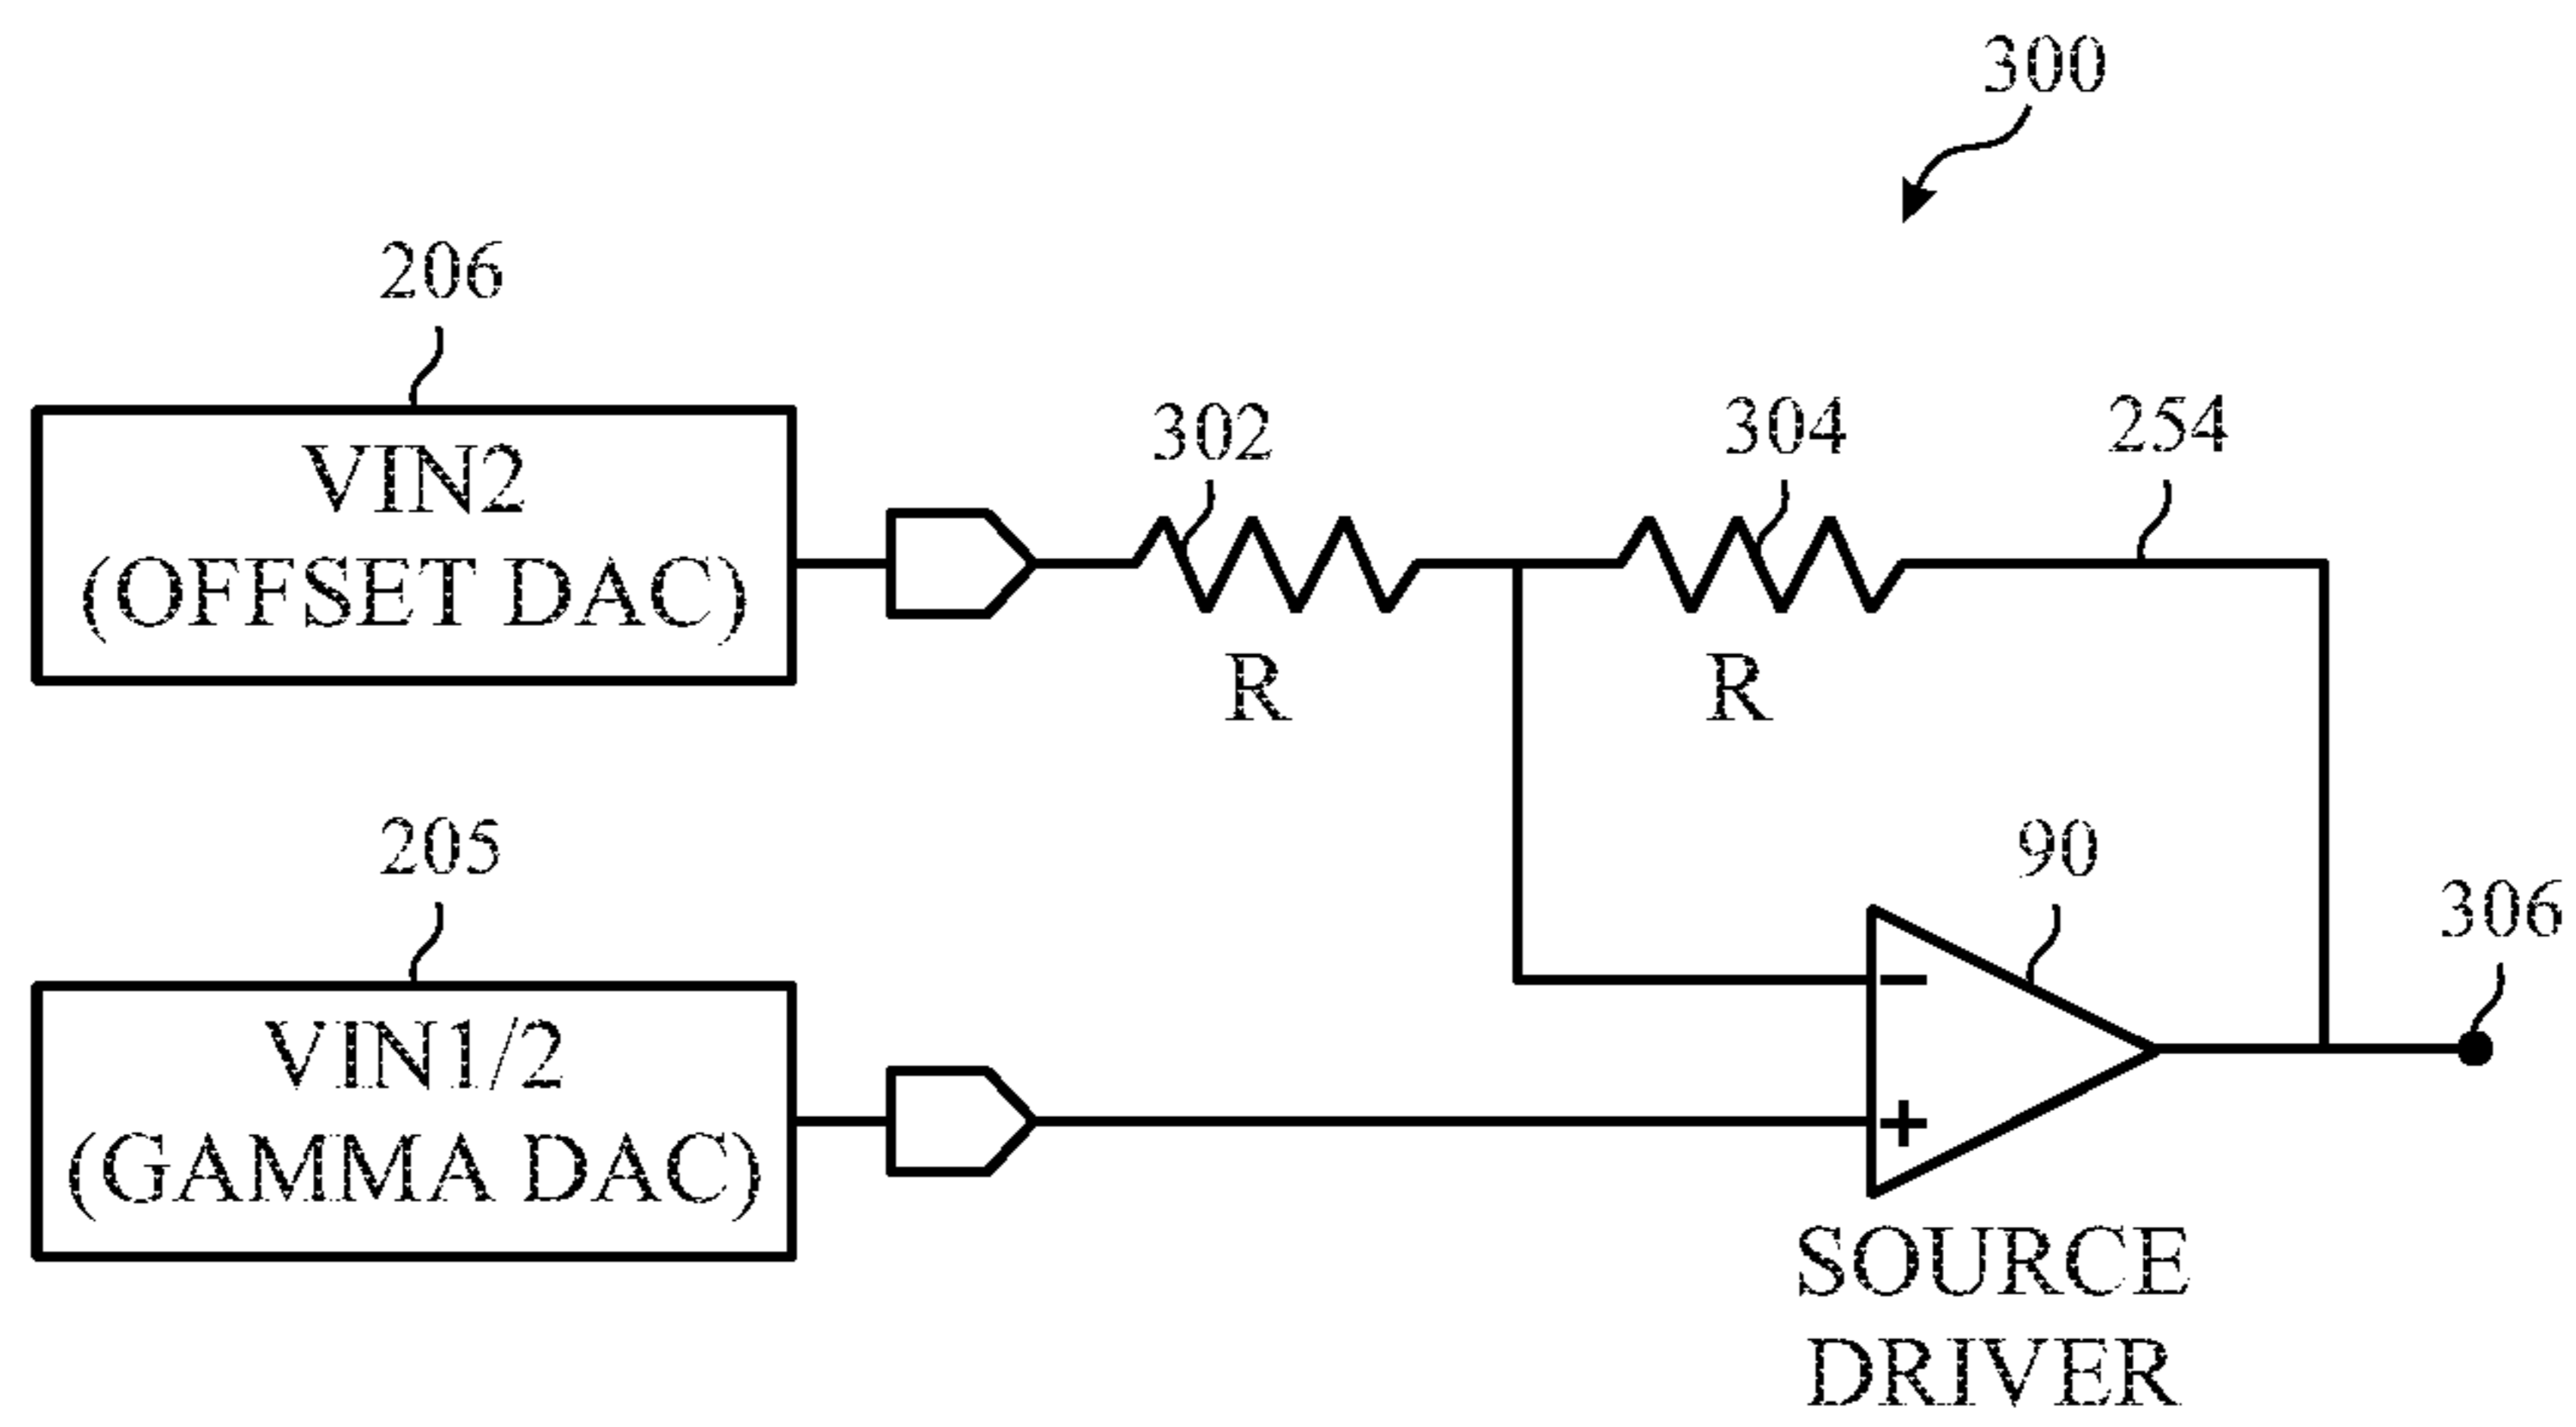 300
206
VIN2
(OFFSET DAC)
302
304
254
R
R
205
VIN1/2
(GAMMA DAC)
90
306
−
+
SOURCE
DRIVER